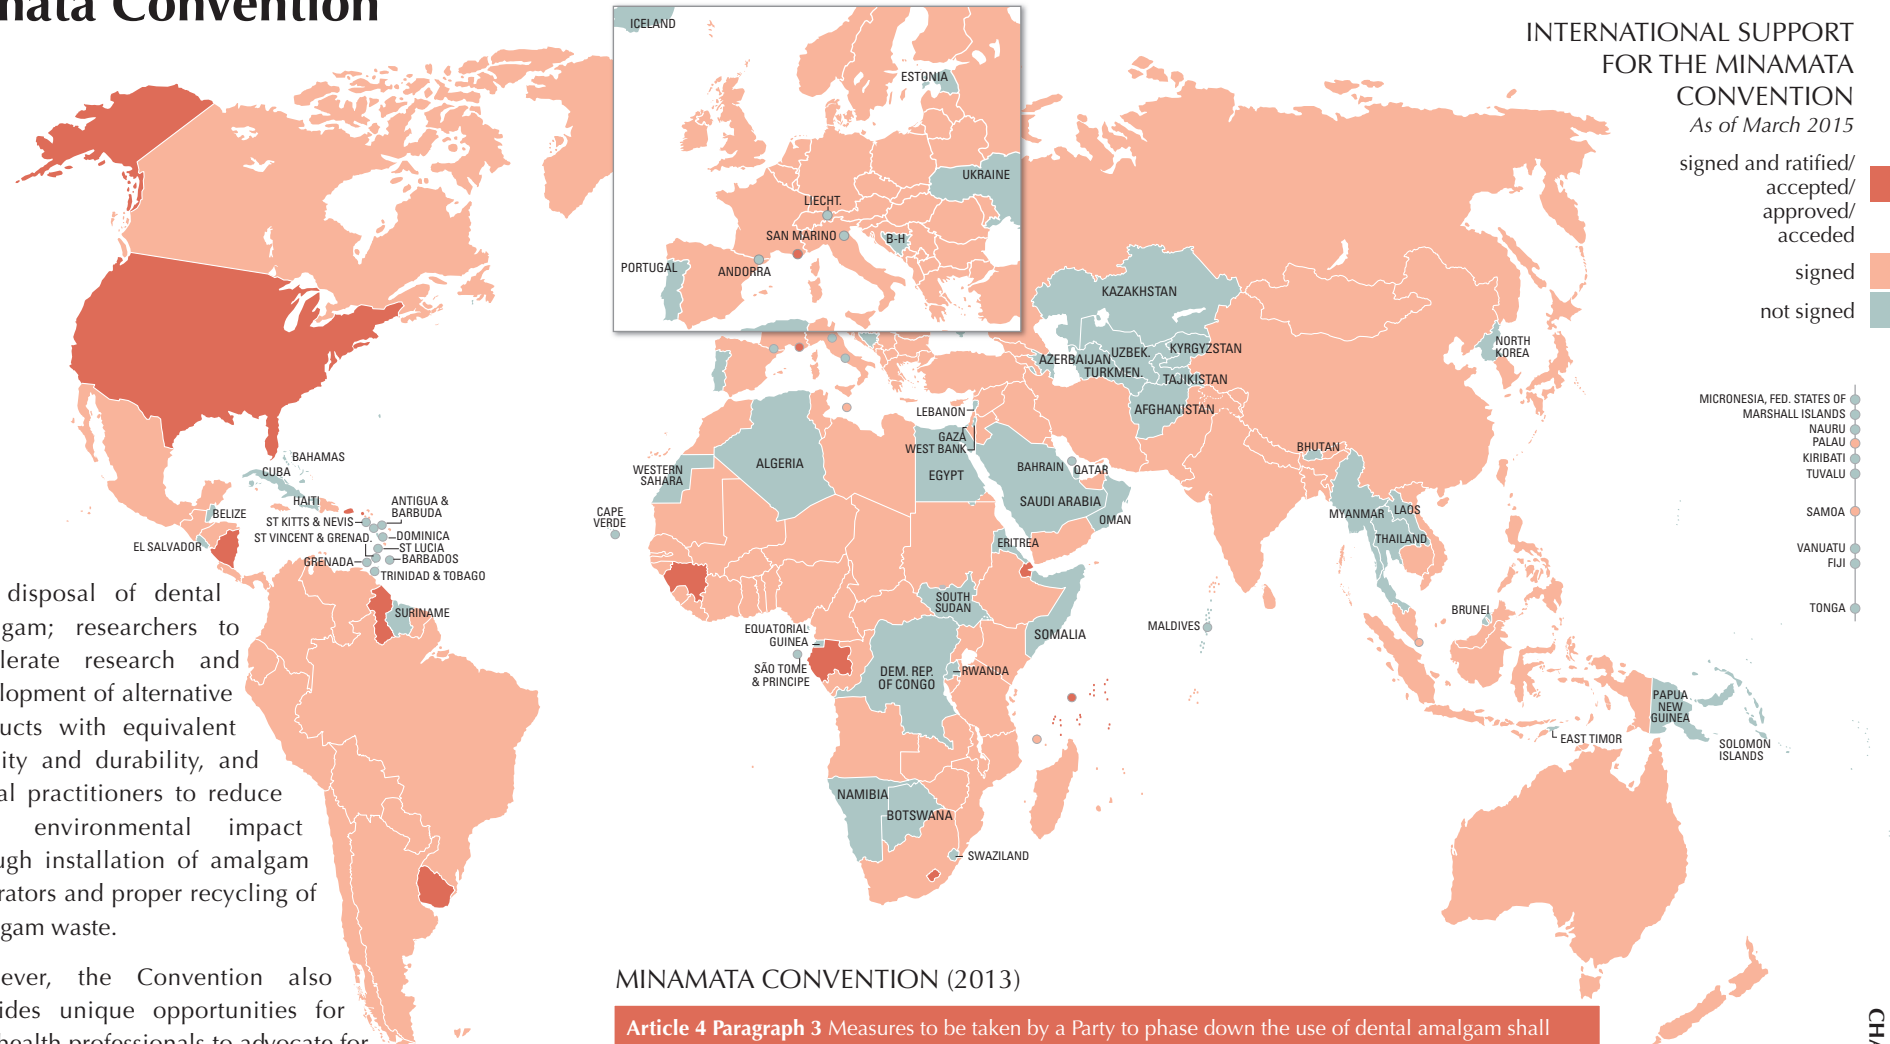 mata Convention
disposal of dental
gam; researchers to
lerate research and
lopment of alternative
ucts with equivalent
ity and durability, and
al practitioners to reduce
environmental impact
ugh installation of amalgam
rators and proper recycling of
gam waste.
ever, the Convention also
ides unique opportunities for
health professionals to advocate for
INTERNATIONAL SUPPORT
FOR THE MINAMATA
CONVENTION
As of March 2015
signed and ratified/
accepted/
approved/
acceded
signed
not signed
ICELAND
ESTONIA
UKRAINE
LIECHT.
SAN MARINO
B-H
PORTUGAL
ANDORRA
KAZAKHSTAN
AZERBAIJAN
UZBEK.
KYRGYZSTAN
TURKMEN.
TAJIKISTAN
AFGHANISTAN
NORTH
KOREA
LEBANON
GAZA
WEST BANK
EGYPT
ALGERIA
WESTERN
SAHARA
BAHRAIN
QATAR
SAUDI ARABIA
OMAN
BHUTAN
MYANMAR
LAOS
THAILAND
BRUNEI
MALDIVES
ERITREA
SOUTH
SUDAN
SOMALIA
EQUATORIAL
GUINEA
SÃO TOME
& PRINCIPE
DEM. REP.
OF CONGO
RWANDA
NAMIBIA
BOTSWANA
SWAZILAND
CAPE
VERDE
BAHAMAS
CUBA
HAITI
BELIZE
EL SALVADOR
ANTIGUA &
BARBUDA
ST KITTS & NEVIS
ST VINCENT & GRENAD.
DOMINICA
ST LUCIA
BARBADOS
GRENADA
TRINIDAD & TOBAGO
SURINAME
MICRONESIA, FED. STATES OF
MARSHALL ISLANDS
NAURU
PALAU
KIRIBATI
TUVALU
SAMOA
VANUATU
FIJI
TONGA
PAPUA
NEW
GUINEA
EAST TIMOR
SOLOMON
ISLANDS
MINAMATA CONVENTION (2013)
Article 4 Paragraph 3 Measures to be taken by a Party to phase down the use of dental amalgam shall
CHA